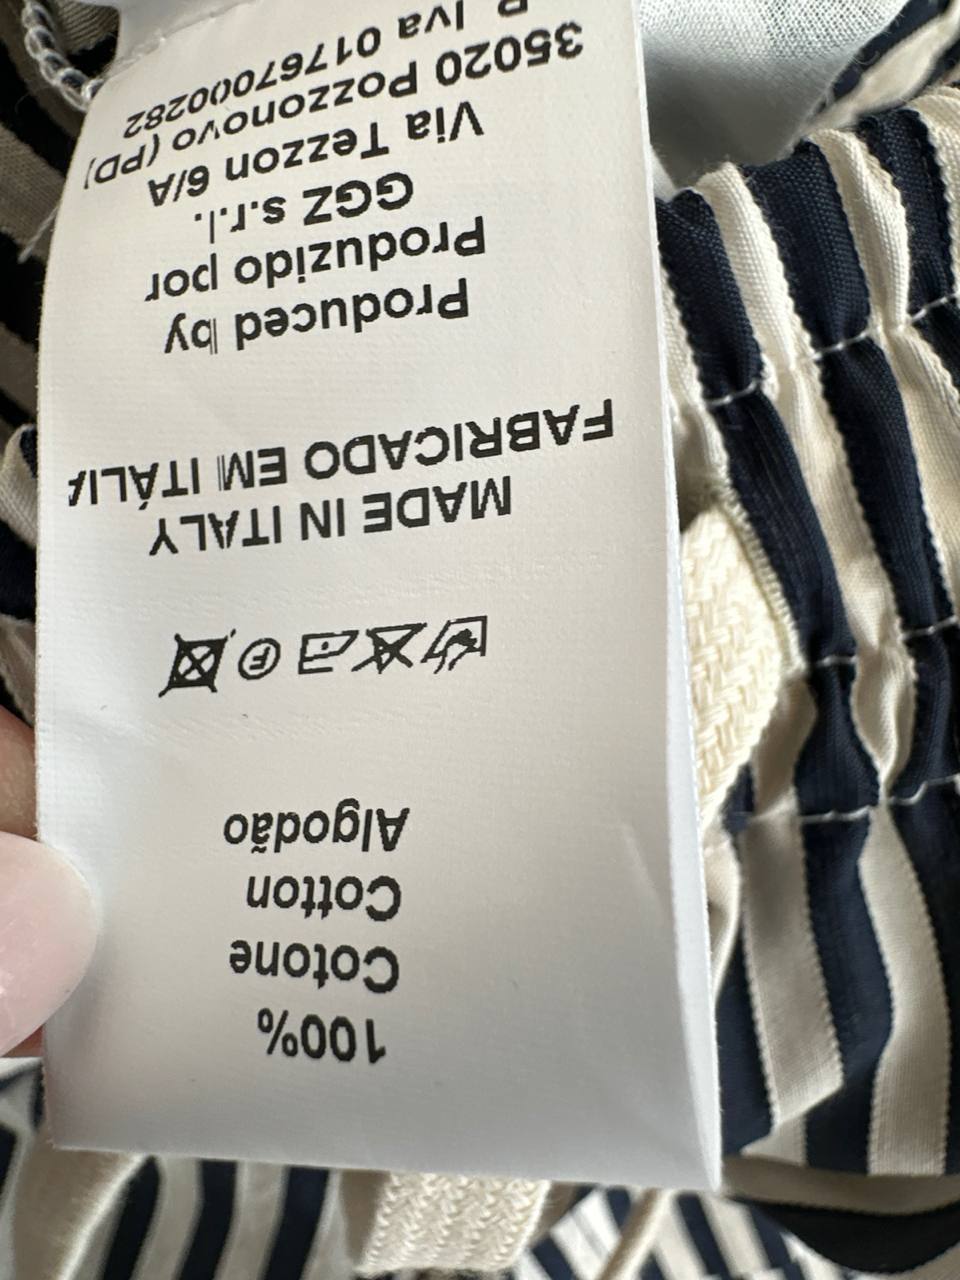 100%
Cotone
Cotton
Algodão
MADE IN ITALY
FABRICADO EM ITÁLIA
Produced by
Produzido por
GGZ s.r.l.
Via Tezzon 6/A
35020 Pozzonovo (PD)
P. Iva 01767000282